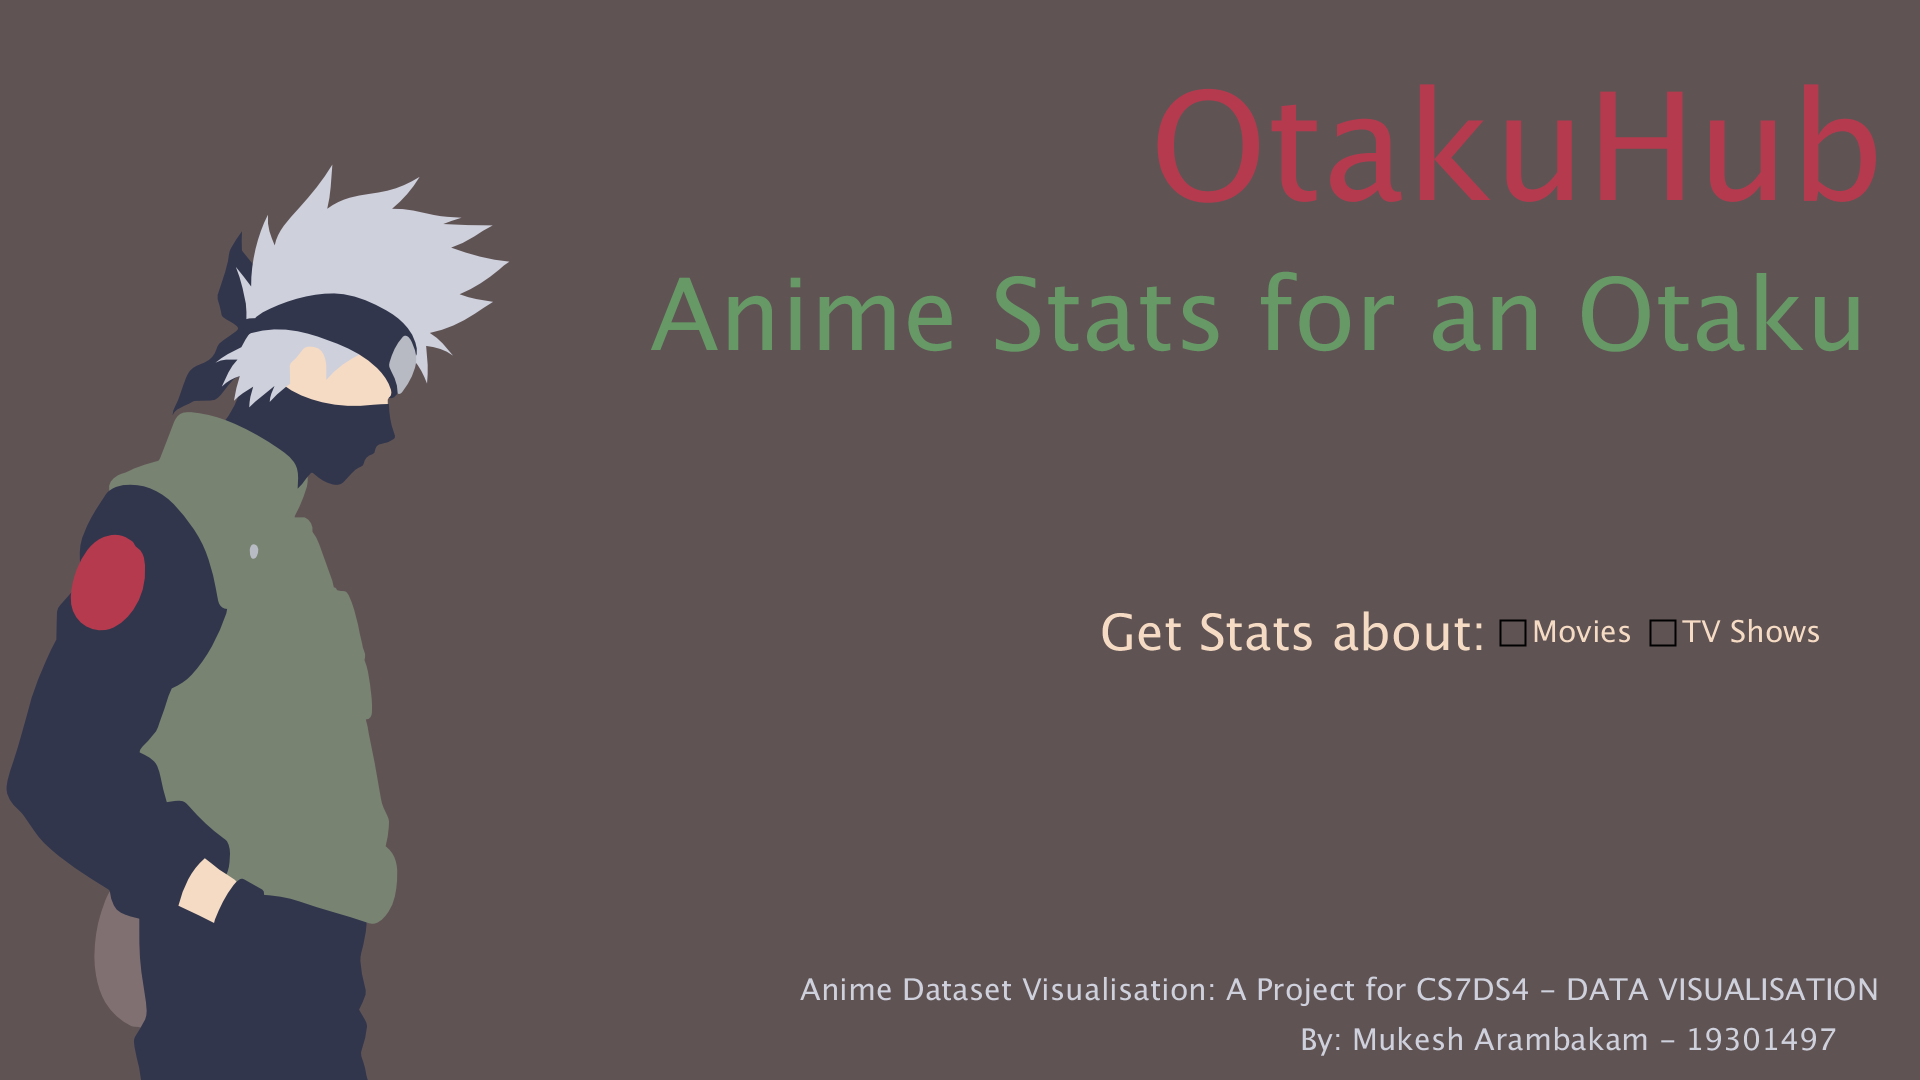 OtakuHub
Anime Stats for an Otaku
Get Stats about: Movies TV Shows
Anime Dataset Visualisation: A Project for CS7DS4 – DATA VISUALISATION
By: Mukesh Arambakam – 19301497